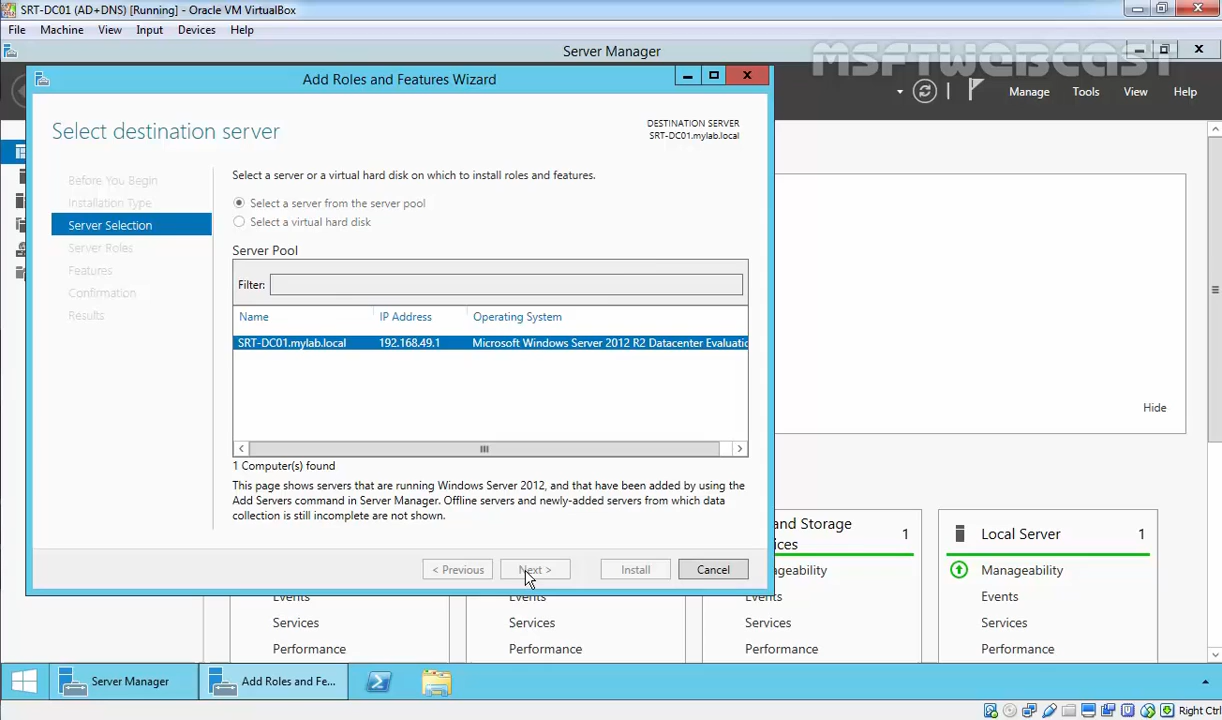 SRT-DC01 (AD+DNS) [Running] - Oracle VM VirtualBox
File Machine View Input Devices Help
Server Manager
MSFTWEBCAST
Add Roles and Features Wizard
Manage Tools View Help
Select destination server
DESTINATION SERVER
SRT-DC01.mylab.local
Before You Begin
Installation Type
Server Selection
Server Roles
Features
Confirmation
Results
Select a server or a virtual hard disk on which to install roles and features.
Select a server from the server pool
Select a virtual hard disk
Server Pool
Filter:
Name IP Address Operating System
SRT-DC01.mylab.local 192.168.49.1 Microsoft Windows Server 2012 R2 Datacenter Evaluatio
1 Computer(s) found
This page shows servers that are running Windows Server 2012, and that have been added by using the
Add Servers command in Server Manager. Offline servers and newly-added servers from which data
collection is still incomplete are not shown.
< Previous Next > Install Cancel
Hide
and Storage
ices
1
ageability
Events
Services
Performance
Local Server 1
Manageability
Events
Services
Performance
Events
Services
Performance
Events
Services
Performance
Server Manager
Add Roles and Fe...
Right Ctrl